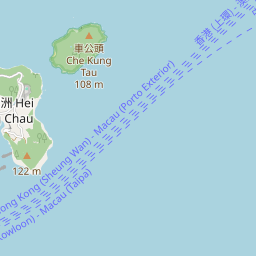 車公頭
Che Kung
Tau
108 m
洲 Hei
Chau
122 m
香港 (上環) -
Hong Kong (Sheung Wan) - Macau (Porto Exterior)
(Kowloon) - Macau (Taipa)